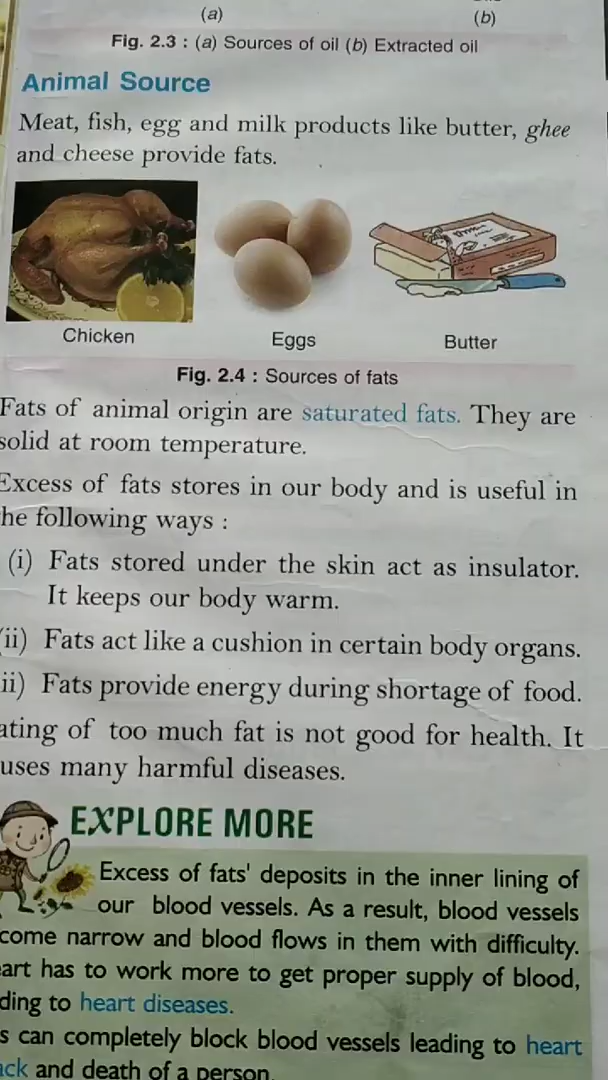 (a) (b)
Fig. 2.3 : (a) Sources of oil (b) Extracted oil
Animal Source
Meat, fish, egg and milk products like butter, ghee
and cheese provide fats.
Chicken Eggs Butter
Fig. 2.4 : Sources of fats
Fats of animal origin are saturated fats. They are
solid at room temperature.
Excess of fats stores in our body and is useful in
he following ways :
(i) Fats stored under the skin act as insulator.
It keeps our body warm.
(ii) Fats act like a cushion in certain body organs.
ii) Fats provide energy during shortage of food.
ating of too much fat is not good for health. It
uses many harmful diseases.
EXPLORE MORE
Excess of fats' deposits in the inner lining of
our blood vessels. As a result, blood vessels
come narrow and blood flows in them with difficulty.
eart has to work more to get proper supply of blood,
ding to heart diseases.
s can completely block blood vessels leading to heart
ack and death of a person.